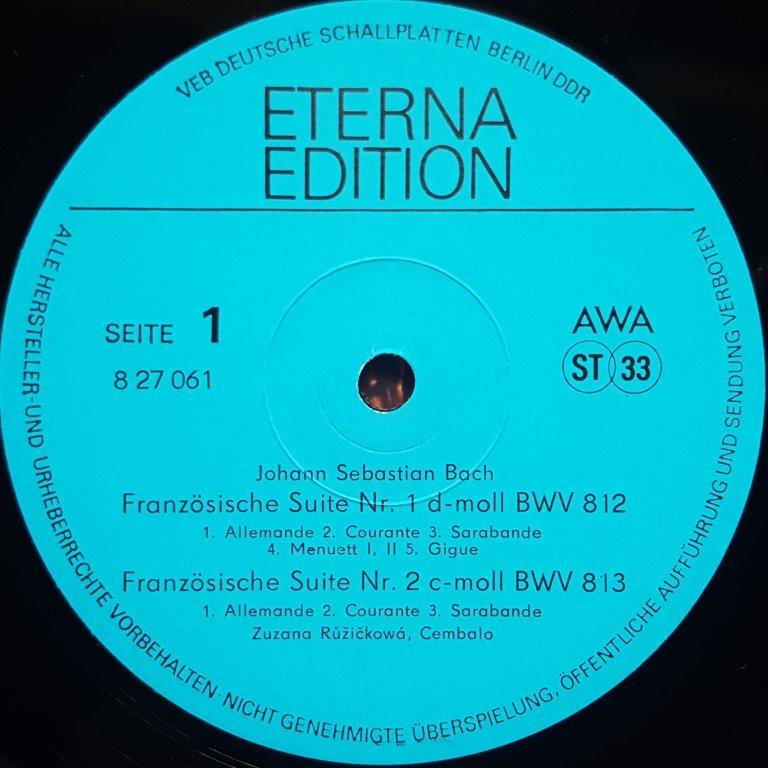 VEB DEUTSCHE SCHALLPLATTEN BERLIN DDR
ETERNA
EDITION
SEITE 1
8 27 061
AWA
ST 33
Johann Sebastian Bach
Französische Suite Nr. 1 d-moll BWV 812
1. Allemande 2. Courante 3. Sarabande
4. Menuett I, II 5. Gigue
Französische Suite Nr. 2 c-moll BWV 813
1. Allemande 2. Courante 3. Sarabande
Zuzana Růžičková, Cembalo
ALLE HERSTELLER-UND URHEBERRECHTE VORBEHALTEN·NICHT GENEHMIGTE ÜBERSPIELUNG, ÖFFENTLICHE AUFFÜHRUNG UND SENDUNG VERBOTEN